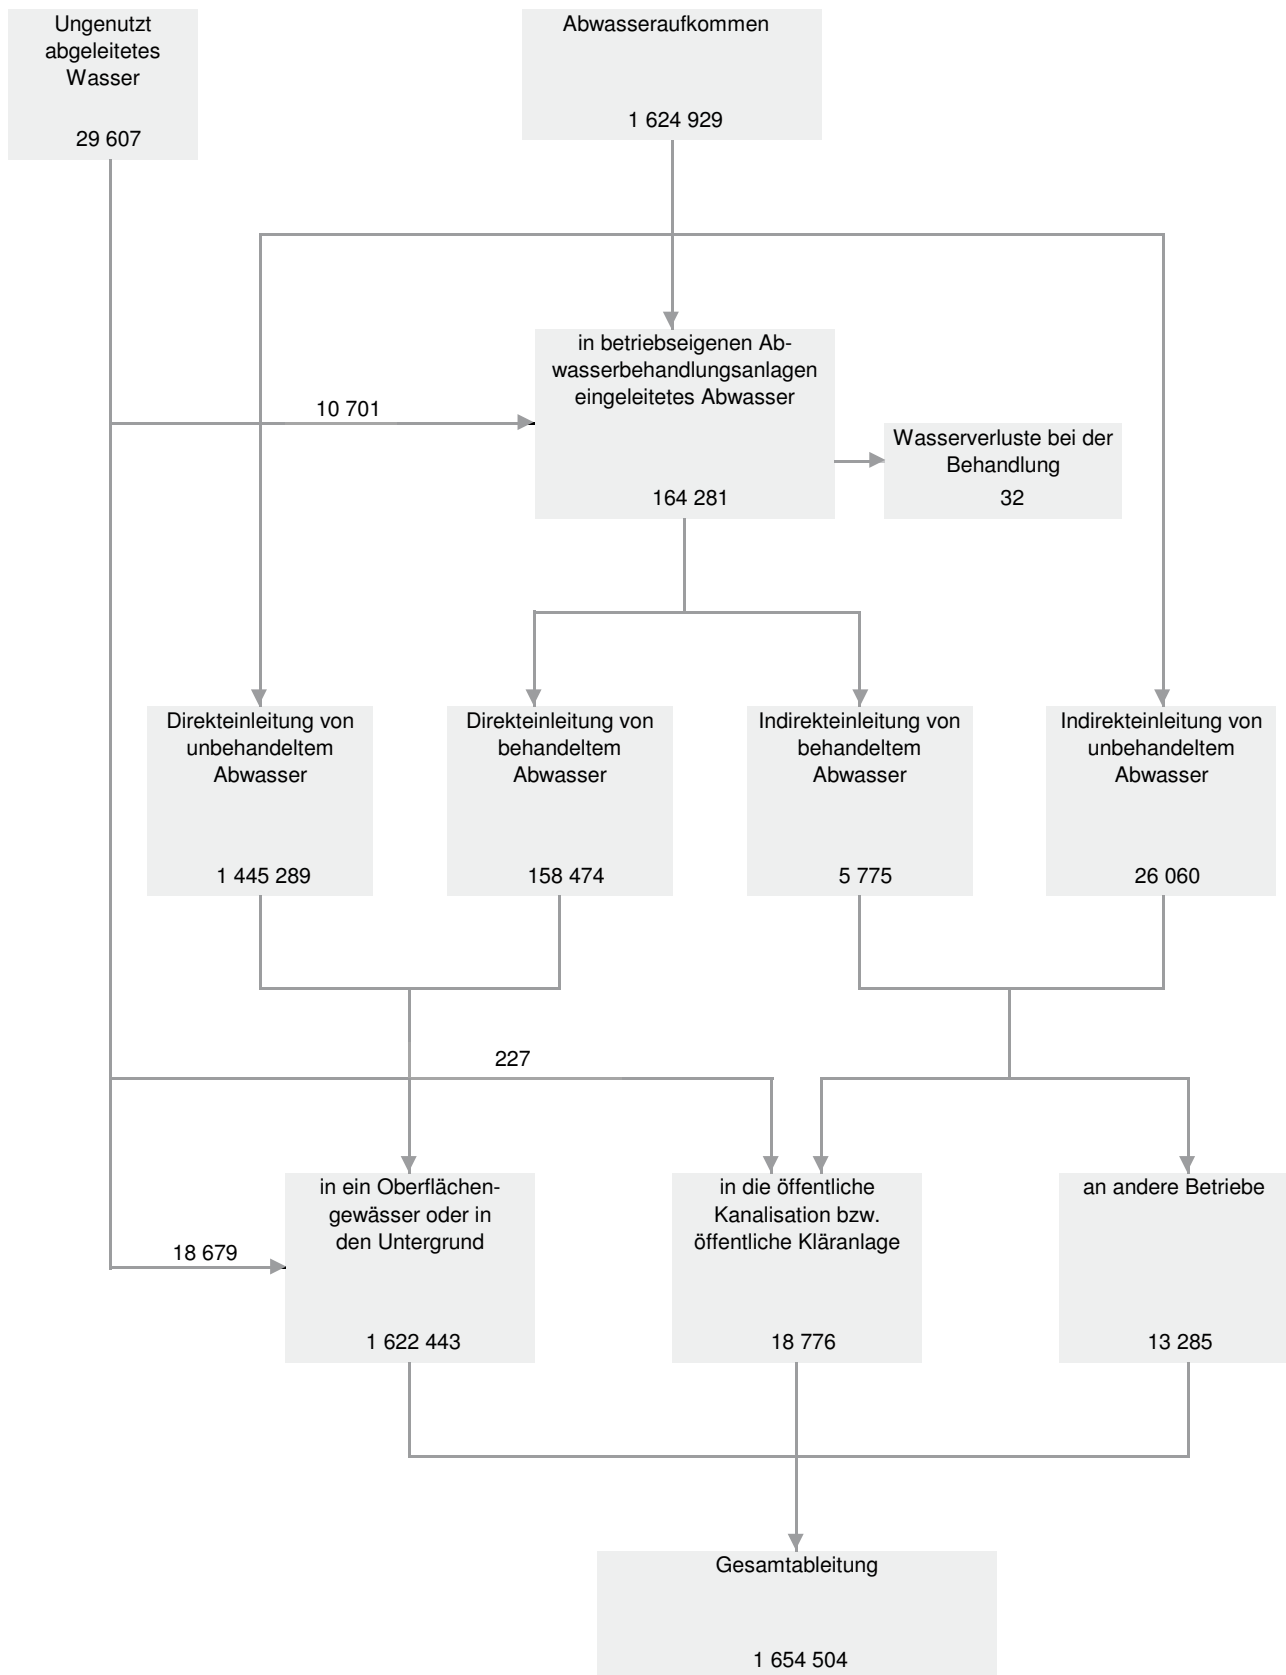 Ungenutzt
abgeleitetes
Wasser
29 607
Abwasseraufkommen
1 624 929
in betriebseigenen Ab-
wasserbehandlungsanlagen
eingeleitetes Abwasser
164 281
10 701
Wasserverluste bei der
Behandlung
32
Direkteinleitung von
unbehandeltem
Abwasser
1 445 289
Direkteinleitung von
behandeltem
Abwasser
158 474
Indirekteinleitung von
behandeltem
Abwasser
5 775
Indirekteinleitung von
unbehandeltem
Abwasser
26 060
227
18 679
in ein Oberflächen-
gewässer oder in
den Untergrund
1 622 443
in die öffentliche
Kanalisation bzw.
öffentliche Kläranlage
18 776
an andere Betriebe
13 285
Gesamtableitung
1 654 504